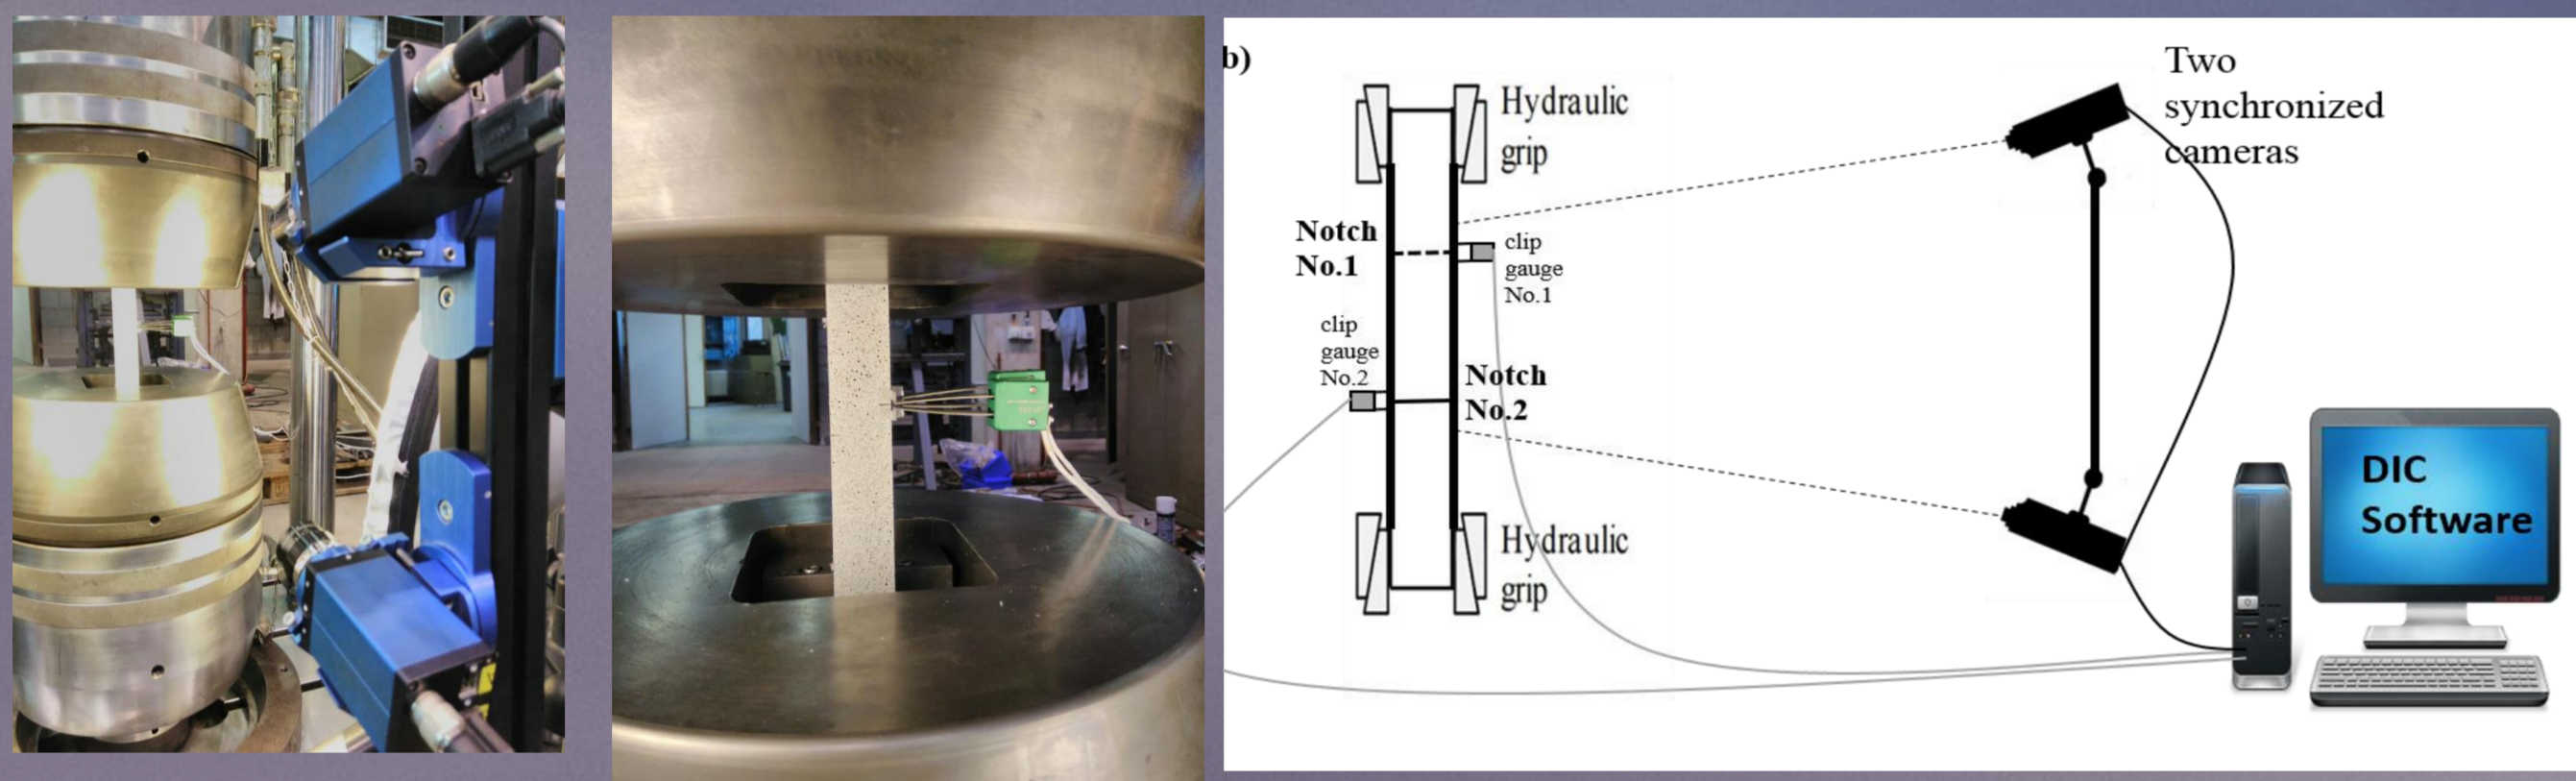 b)
Two
synchronized
cameras
Hydraulic
grip
Notch
No.1
clip
gauge
No.1
clip
gauge
No.2
Notch
No.2
Hydraulic
grip
DIC
Software